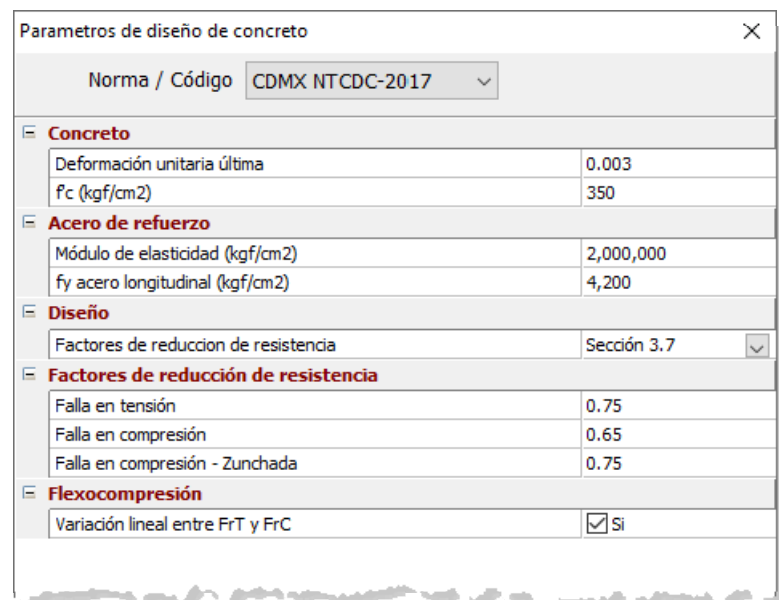 Parametros de diseño de concreto
Norma / Código CDMX NTCDC-2017
Concreto
Deformación unitaria última 0.003
f'c (kgf/cm2) 350
Acero de refuerzo
Módulo de elasticidad (kgf/cm2) 2,000,000
fy acero longitudinal (kgf/cm2) 4,200
Diseño
Factores de reduccion de resistencia Sección 3.7
Factores de reducción de resistencia
Falla en tensión 0.75
Falla en compresión 0.65
Falla en compresión - Zunchada 0.75
Flexocompresión
Variación lineal entre FrT y FrC Si